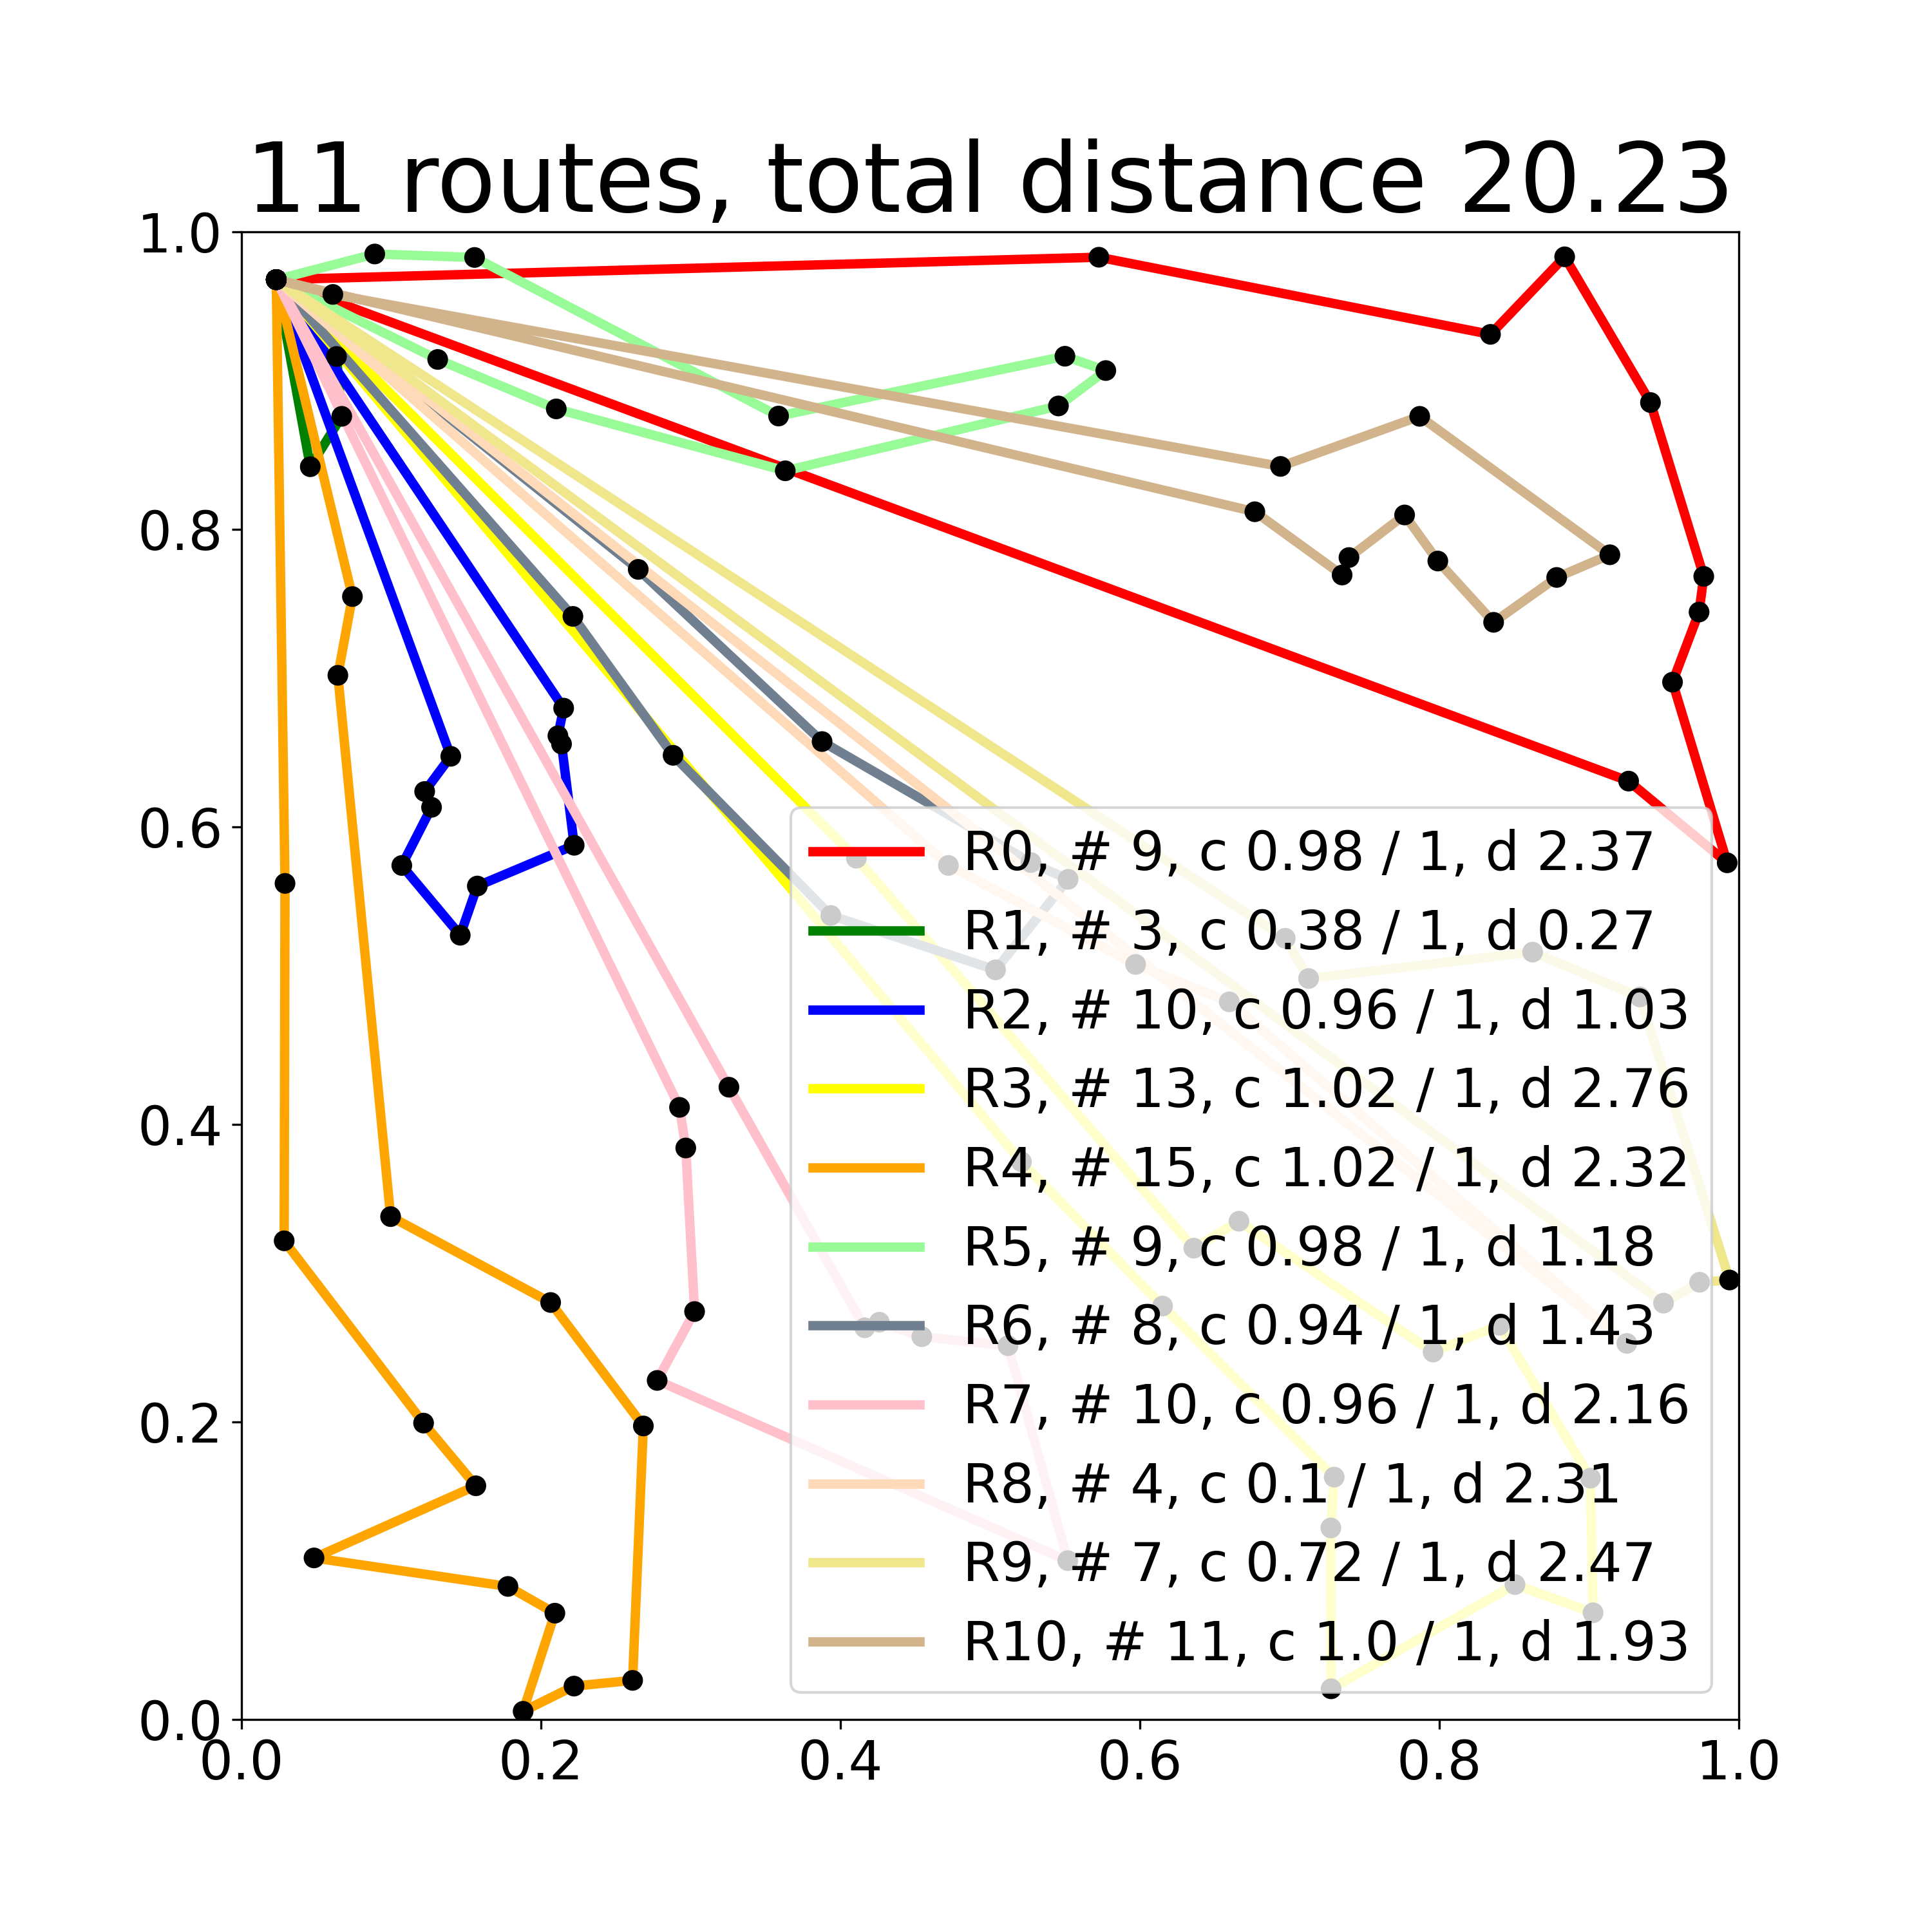 11 routes, total distance 20.23
1.0
0.8
0.6
0.4
0.2
0.0
0.0 0.2 0.4 0.6 0.8 1.0
R0, # 9, c 0.98 / 1, d 2.37
R1, # 3, c 0.38 / 1, d 0.27
R2, # 10, c 0.96 / 1, d 1.03
R3, # 13, c 1.02 / 1, d 2.76
R4, # 15, c 1.02 / 1, d 2.32
R5, # 9, c 0.98 / 1, d 1.18
R6, # 8, c 0.94 / 1, d 1.43
R7, # 10, c 0.96 / 1, d 2.16
R8, # 4, c 0.1 / 1, d 2.31
R9, # 7, c 0.72 / 1, d 2.47
R10, # 11, c 1.0 / 1, d 1.93